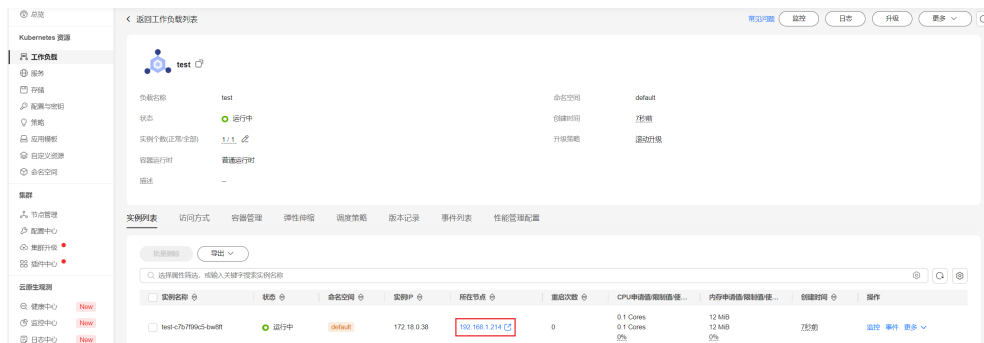 总览
返回工作负载列表
常见问题 监控 日志 升级 更多
Kubernetes 资源
工作负载
服务
存储
配置与密钥
策略
应用模板
自定义资源
命名空间
集群
节点管理
配置中心
集群升级
插件中心
云原生观测
健康中心 New
监控中心 New
日志中心 New
test
负载名称 test 命名空间 default
状态 运行中 创建时间 7秒前
实例个数(正常/全部) 1 / 1 升级策略 滚动升级
容器运行时 普通运行时
描述 --
实例列表 访问方式 容器管理 弹性伸缩 调度策略 版本记录 事件列表 性能管理配置
批量删除 导出
选择属性筛选，或输入关键字搜索实例名称
实例名称 状态 命名空间 实例IP 所在节点 重启次数 CPU申请值/限制值/使... 内存申请值/限制值/使... 创建时间 操作
test-c7b7f99c5-bw8ft 运行中 default 172.18.0.38 192.168.1.214 0 0.1 Cores 12 MiB 7秒前 监控 事件 更多
0.1 Cores 12 MiB
0% 0%